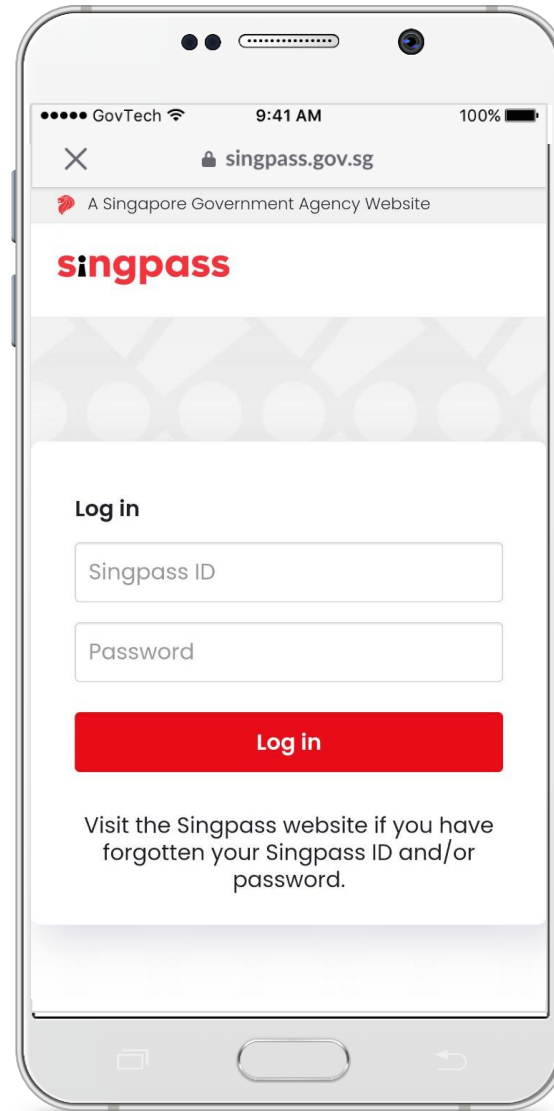 GovTech 9:41 AM 100%
singpass.gov.sg
A Singapore Government Agency Website
singpass
Log in
Singpass ID
Password
Log in
Visit the Singpass website if you have
forgotten your Singpass ID and/or
password.